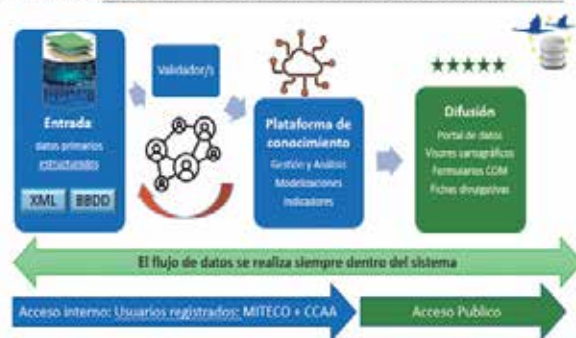 Entrada
datos primarios
estructurados
XML
BBDD
Validador/s
Plataforma de
conocimiento
Gestión y Análisis
Modelizaciones
Indicadores
Difusión
Portal de datos
Visores cartográficos
Formularios COM
Fichas divulgativas
El flujo de datos se realiza siempre dentro del sistema
Acceso interno: Usuarios registrados: MITECO + CCAA
Acceso Publico